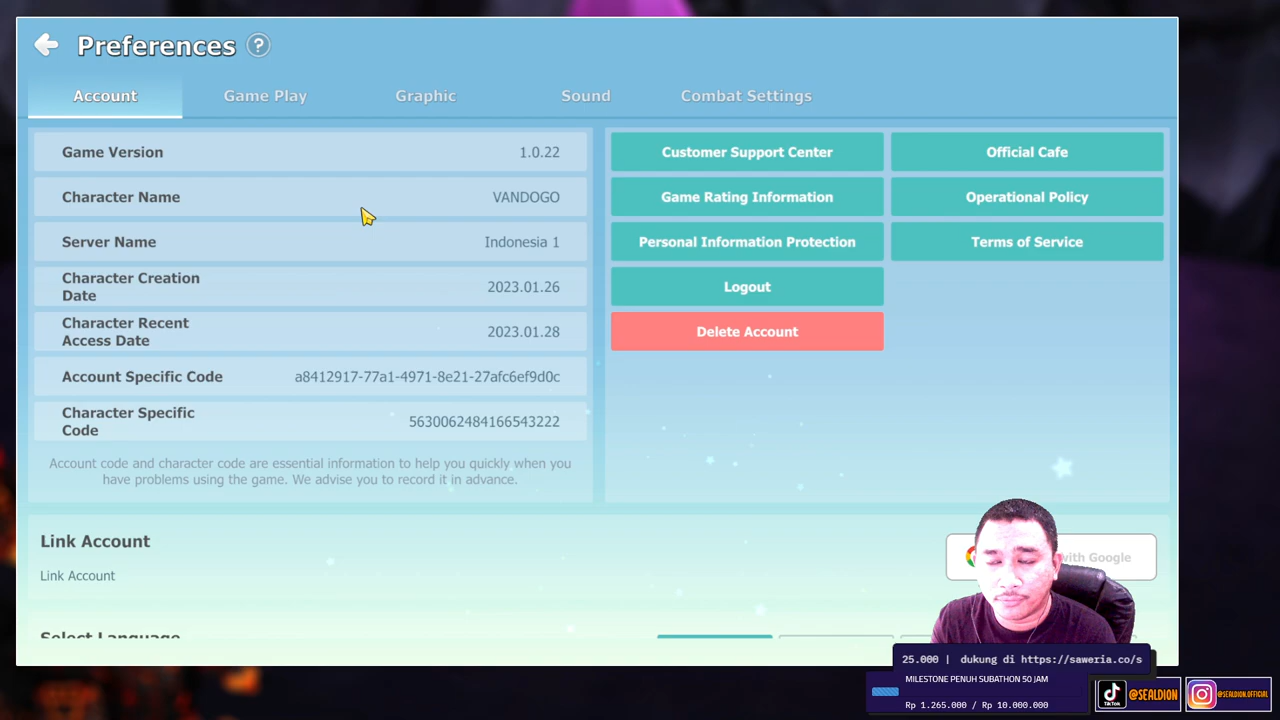 Preferences ?
Account Game Play Graphic Sound Combat Settings
Game Version 1.0.22
Character Name VANDOGO
Server Name Indonesia 1
Character Creation
Date
2023.01.26
Character Recent
Access Date
2023.01.28
Account Specific Code a8412917-77a1-4971-8e21-27afc6ef9d0c
Character Specific
Code
5630062484166543222
Account code and character code are essential information to help you quickly when you
have problems using the game. We advise you to record it in advance.
Customer Support Center Official Cafe
Game Rating Information Operational Policy
Personal Information Protection Terms of Service
Logout
Delete Account
Link Account
with Google
Link Account
Select Language
25.000 | dukung di https://saweria.co/s
MILESTONE PENUH SUBATHON 50 JAM
Rp 1.265.000 / Rp 10.000.000
TikTok
@SEALDION
@SEALDION.OFFICIAL